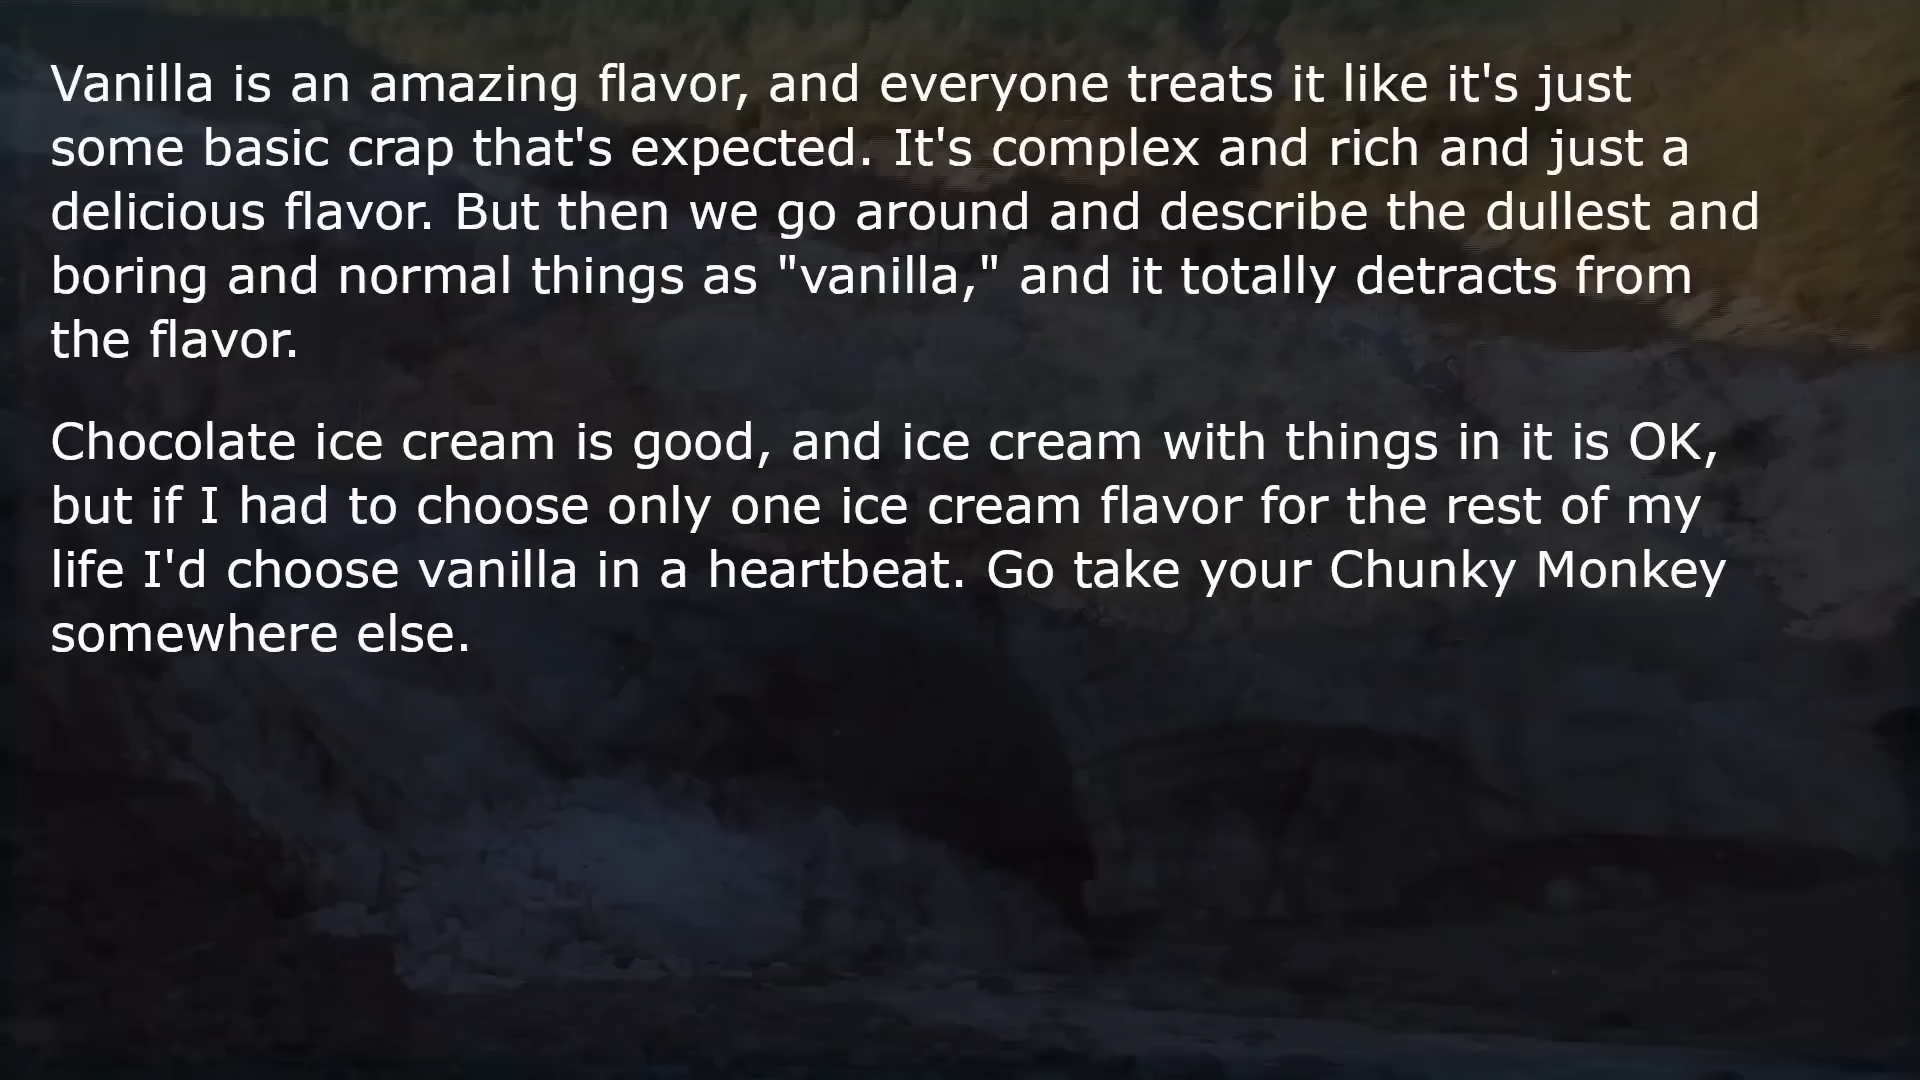 Vanilla is an amazing flavor, and everyone treats it like it's just
some basic crap that's expected. It's complex and rich and just a
delicious flavor. But then we go around and describe the dullest and
boring and normal things as "vanilla," and it totally detracts from
the flavor.
Chocolate ice cream is good, and ice cream with things in it is OK,
but if I had to choose only one ice cream flavor for the rest of my
life I'd choose vanilla in a heartbeat. Go take your Chunky Monkey
somewhere else.